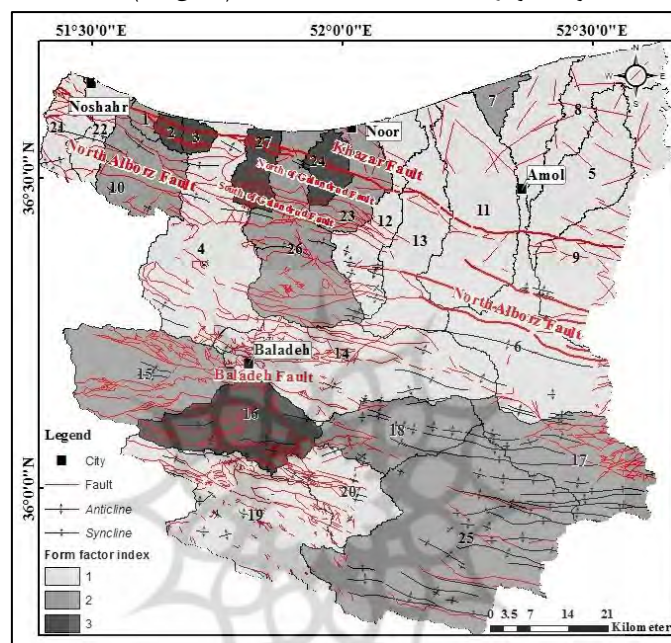 51°30'0"E
52°0'0"E
52°30'0"E
N
W
E
S
Noshahr
Noor
Amol
Baladeh
Khazar Fault
North Alborz Fault
North Alborz Fault
Baladeh Fault
36°30'0"N
36°0'0"N
1
2
3
27
24
7
8
5
21
22
10
23
12
13
11
9
4
26
6
14
15
16
18
17
20
19
25
Legend
City
Fault
Anticline
Syncline
Form factor index
1
2
3
0 3.5 7 14 21
Kilometer